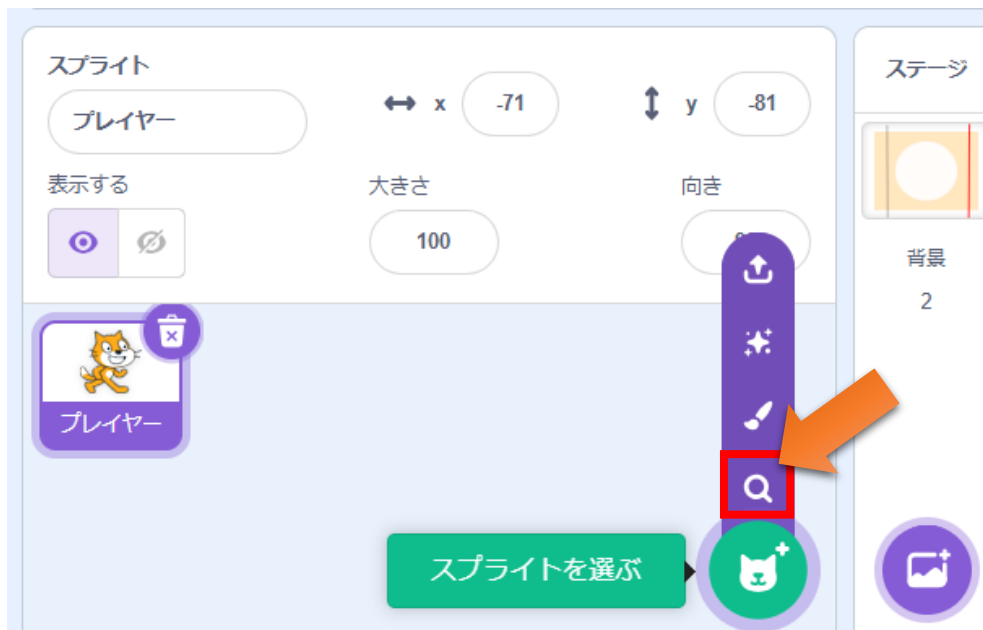 スプライト
プレイヤー
x
-71
y
-81
ステージ
表示する
大きさ
向き
100
背景
2
プレイヤー
スプライトを選ぶ